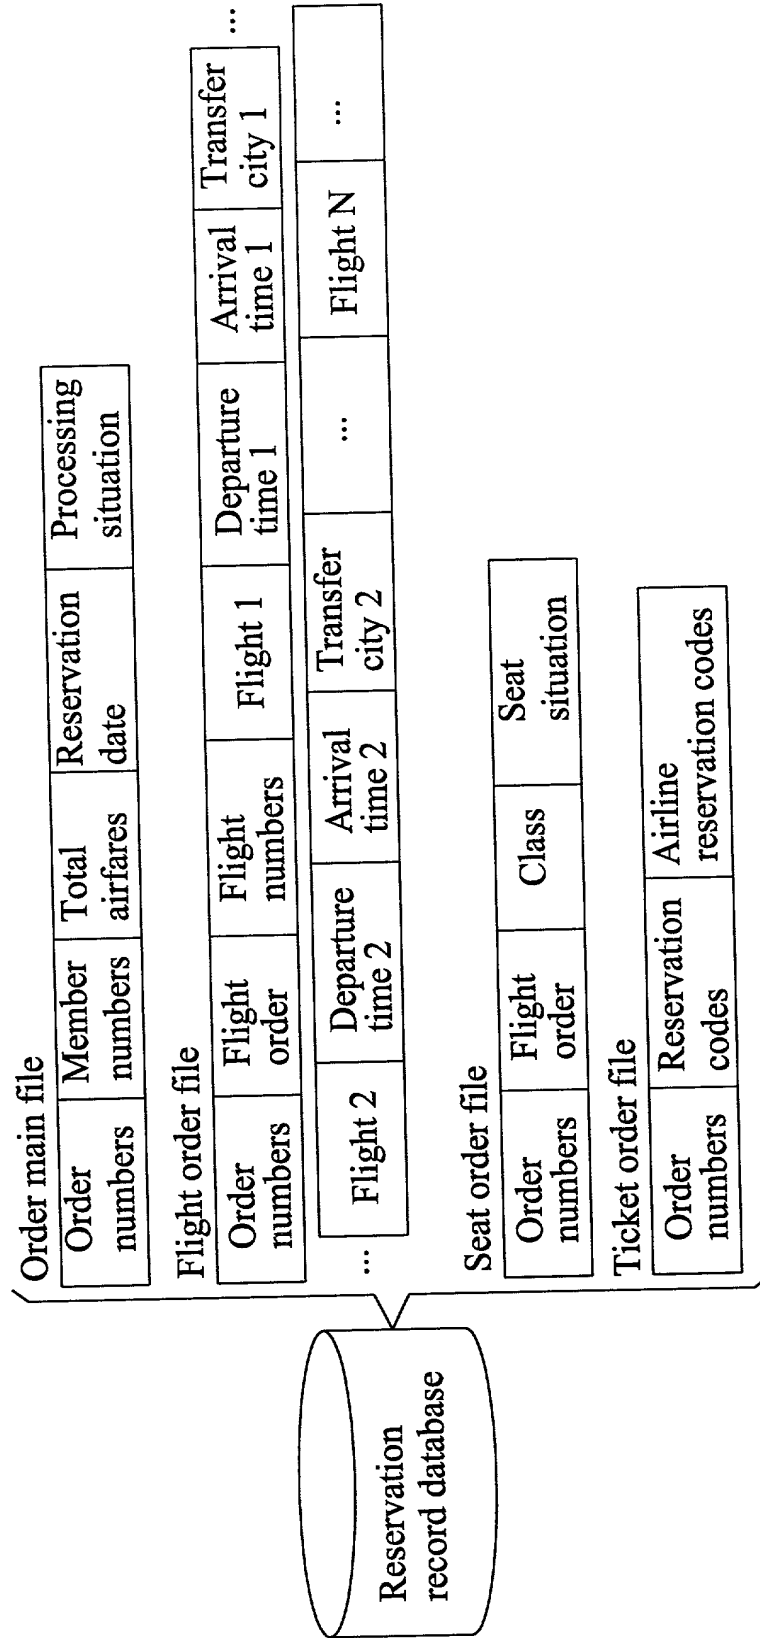 Reservation
record database
Order main file
Order
numbers
Member
numbers
Total
airfares
Reservation
date
Processing
situation
Flight order file
Order
numbers
Flight
order
Flight
numbers
Flight 1
Departure
time 1
Arrival
time 1
Transfer
city 1
...
...
Flight 2
Departure
time 2
Arrival
time 2
Transfer
city 2
...
Flight N
...
Seat order file
Order
numbers
Flight
order
Class
Seat
situation
Ticket order file
Order
numbers
Reservation
codes
Airline
reservation codes